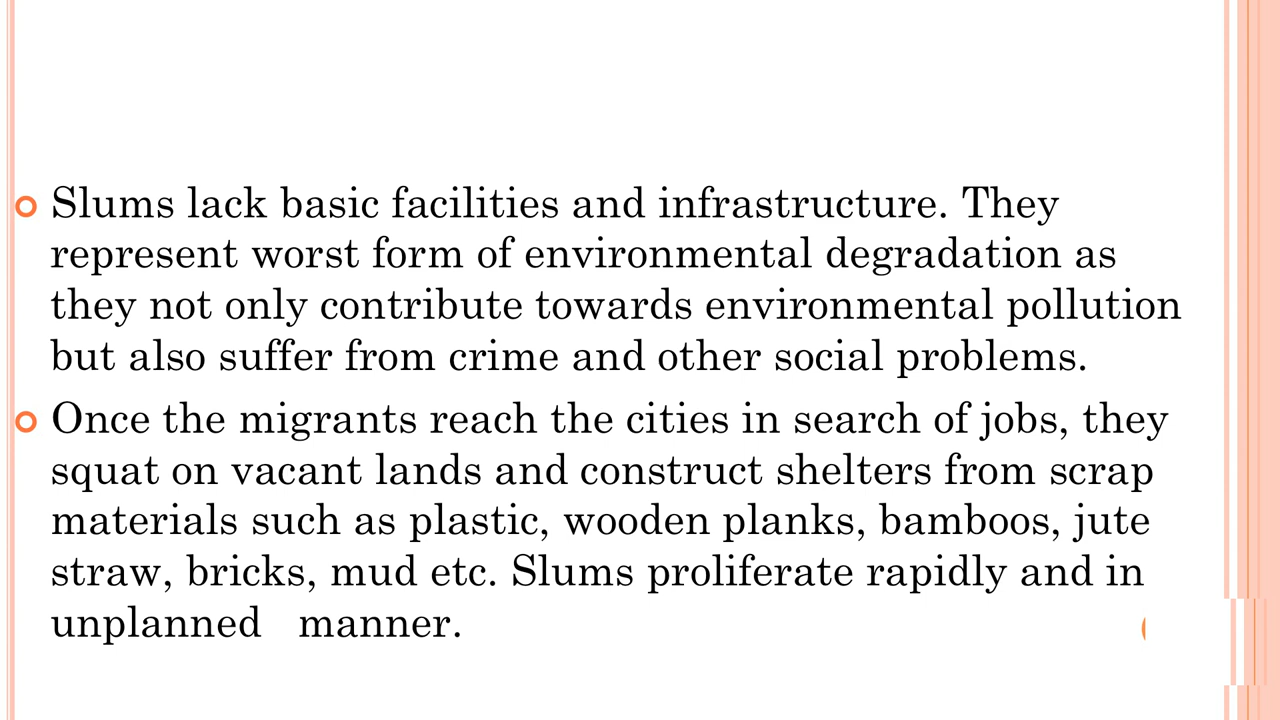 Slums lack basic facilities and infrastructure. They
represent worst form of environmental degradation as
they not only contribute towards environmental pollution
but also suffer from crime and other social problems.
Once the migrants reach the cities in search of jobs, they
squat on vacant lands and construct shelters from scrap
materials such as plastic, wooden planks, bamboos, jute
straw, bricks, mud etc. Slums proliferate rapidly and in
unplanned manner.